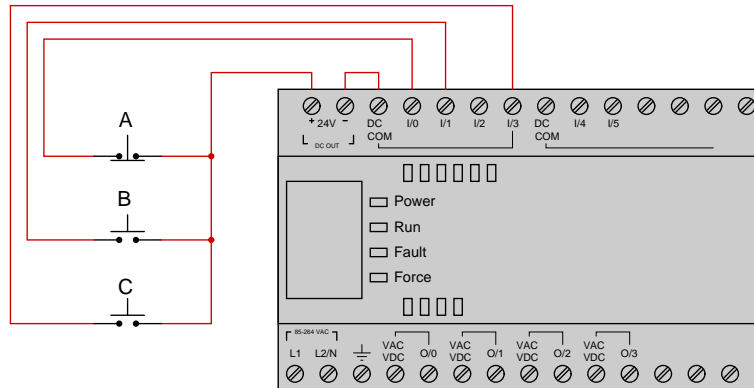 A
B
C
+ 24V - DC COM I/0 I/1 I/2 I/3 DC COM I/4 I/5
DC OUT
Power
Run
Fault
Force
85-264 VAC
L1 L2/N VAC VDC O/0 VAC VDC O/1 VAC VDC O/2 VAC VDC O/3